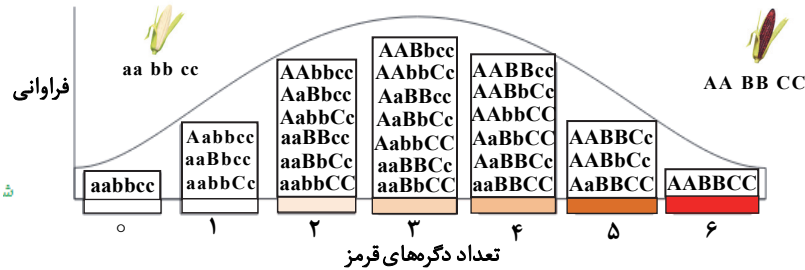 aa bb cc
AA BB CC
فراوانی
aabbcc
Aabbcc
aaBbcc
aabbCc
AAbbcc
AaBbcc
AabbCc
aaBBcc
aaBbCc
aabbCC
AABbcc
AAbbCc
AaBBcc
AaBbCc
AabbCC
aaBBCc
aaBbCC
AABBcc
AABbCc
AAbbCC
AaBbCC
AaBBCc
aaBBCC
AABBCc
AABbCc
AaBBCC
AABBCC
۰ ۱ ۲ ۳ ۴ ۵ ۶
تعداد دگره‌های قرمز